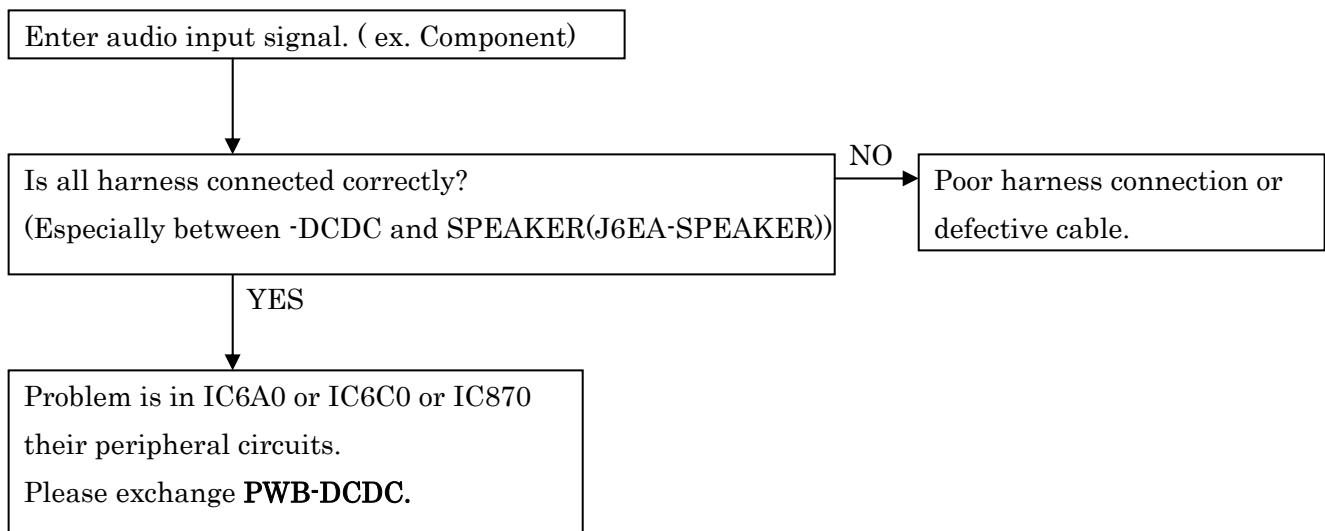 Enter audio input signal. ( ex. Component)
NO
Is all harness connected correctly?
(Especially between -DCDC and SPEAKER(J6EA-SPEAKER))
Poor harness connection or
defective cable.
YES
Problem is in IC6A0 or IC6C0 or IC870
their peripheral circuits.
Please exchange PWB-DCDC.